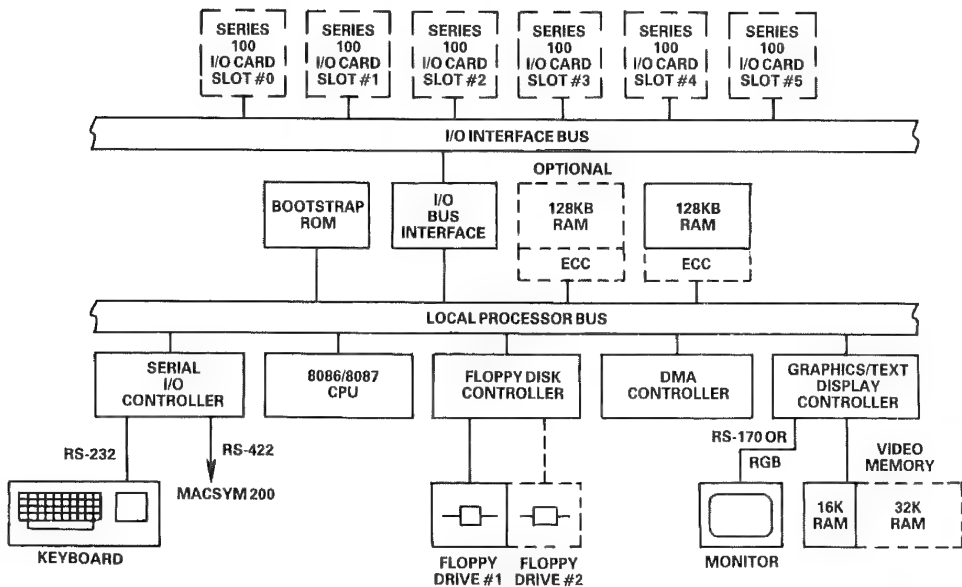 SERIES
100
I/O CARD
SLOT #0
SERIES
100
I/O CARD
SLOT #1
SERIES
100
I/O CARD
SLOT #2
SERIES
100
I/O CARD
SLOT #3
SERIES
100
I/O CARD
SLOT #4
SERIES
100
I/O CARD
SLOT #5
I/O INTERFACE BUS
OPTIONAL
BOOTSTRAP
ROM
I/O
BUS
INTERFACE
128KB
RAM
ECC
128KB
RAM
ECC
LOCAL PROCESSOR BUS
SERIAL
I/O
CONTROLLER
8086/8087
CPU
FLOPPY DISK
CONTROLLER
DMA
CONTROLLER
GRAPHICS/TEXT
DISPLAY
CONTROLLER
RS-232
RS-422
MACSYM 200
RS-170 OR
RGB
VIDEO
MEMORY
16K
RAM
32K
RAM
KEYBOARD
FLOPPY
DRIVE #1
FLOPPY
DRIVE #2
MONITOR